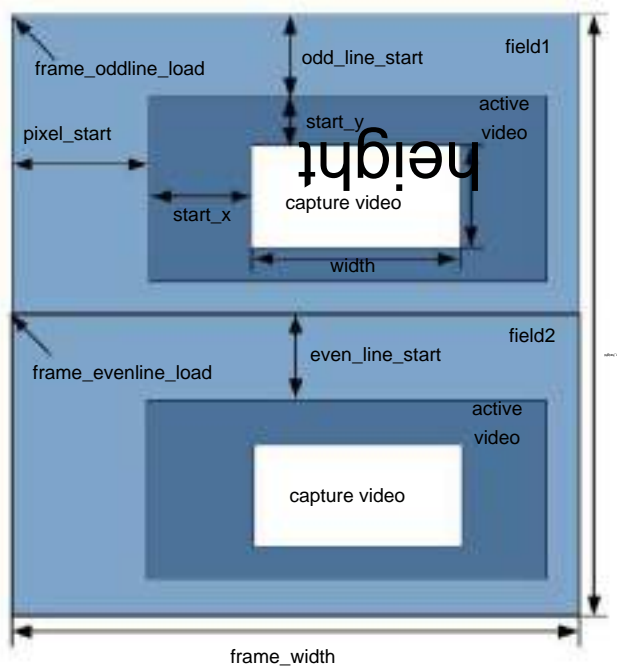 field1
frame_oddline_load
odd_line_start
active
video
start_y
pixel_start
height
capture video
start_x
width
field2
even_line_start
frame_evenline_load
active
video
capture video
frame_width